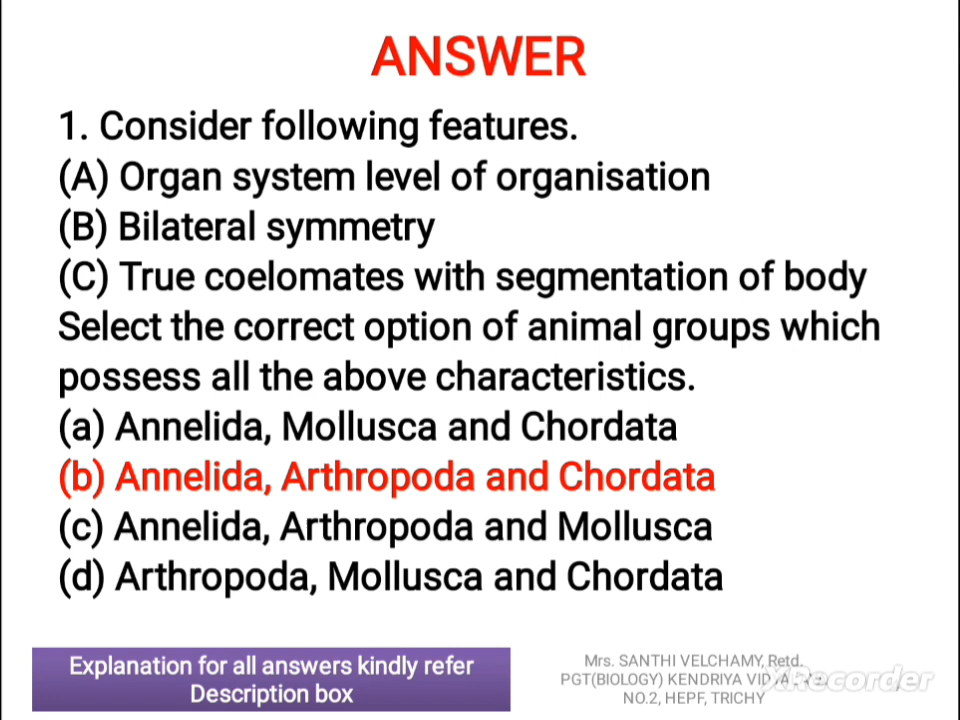 ANSWER
1. Consider following features.
(A) Organ system level of organisation
(B) Bilateral symmetry
(C) True coelomates with segmentation of body
Select the correct option of animal groups which
possess all the above characteristics.
(a) Annelida, Mollusca and Chordata
(b) Annelida, Arthropoda and Chordata
(c) Annelida, Arthropoda and Mollusca
(d) Arthropoda, Mollusca and Chordata
Explanation for all answers kindly refer
Description box
Mrs. SANTHI VELCHAMY, Retd.
PGT(BIOLOGY) KENDRIYA
XRecorder
NO.2, HEPF, TRICHY